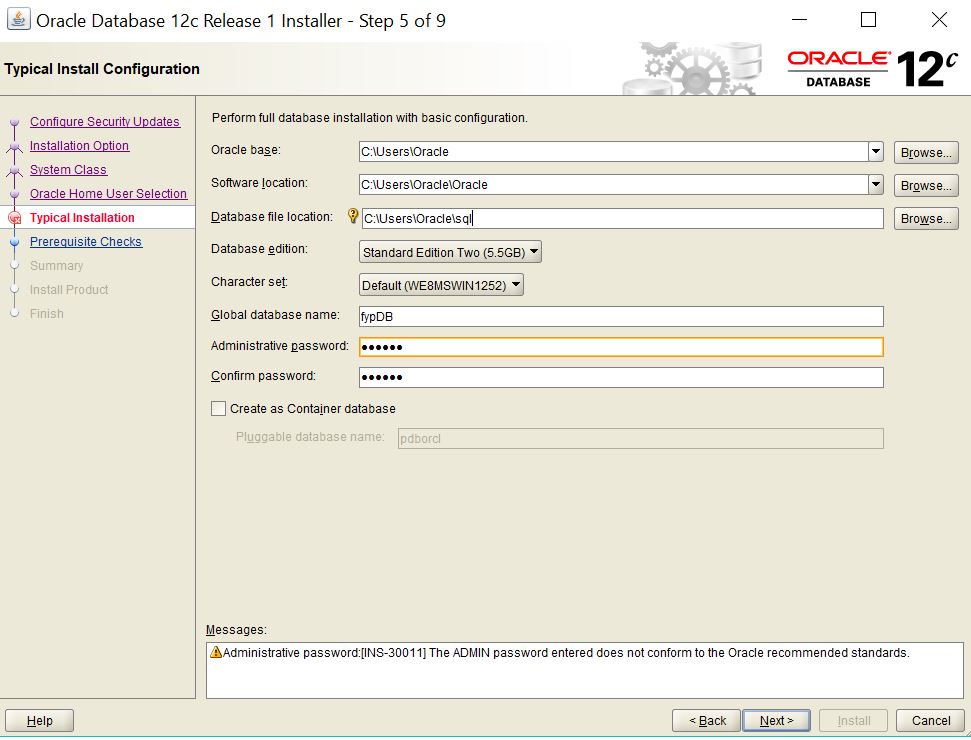 Oracle Database 12c Release 1 Installer - Step 5 of 9
Typical Install Configuration
ORACLE®
DATABASE
12c
Configure Security Updates
Installation Option
System Class
Oracle Home User Selection
Typical Installation
Prerequisite Checks
Summary
Install Product
Finish
Perform full database installation with basic configuration.
Oracle base: C:\Users\Oracle Browse...
Software location: C:\Users\Oracle\Oracle Browse...
Database file location: C:\Users\Oracle\sql Browse...
Database edition: Standard Edition Two (5.5GB)
Character set: Default (WE8MSWIN1252)
Global database name: fypDB
Administrative password: ••••••
Confirm password: ••••••
Create as Container database
Pluggable database name: pdborcl
Messages:
Administrative password:[INS-30011] The ADMIN password entered does not conform to the Oracle recommended standards.
Help < Back Next > Install Cancel